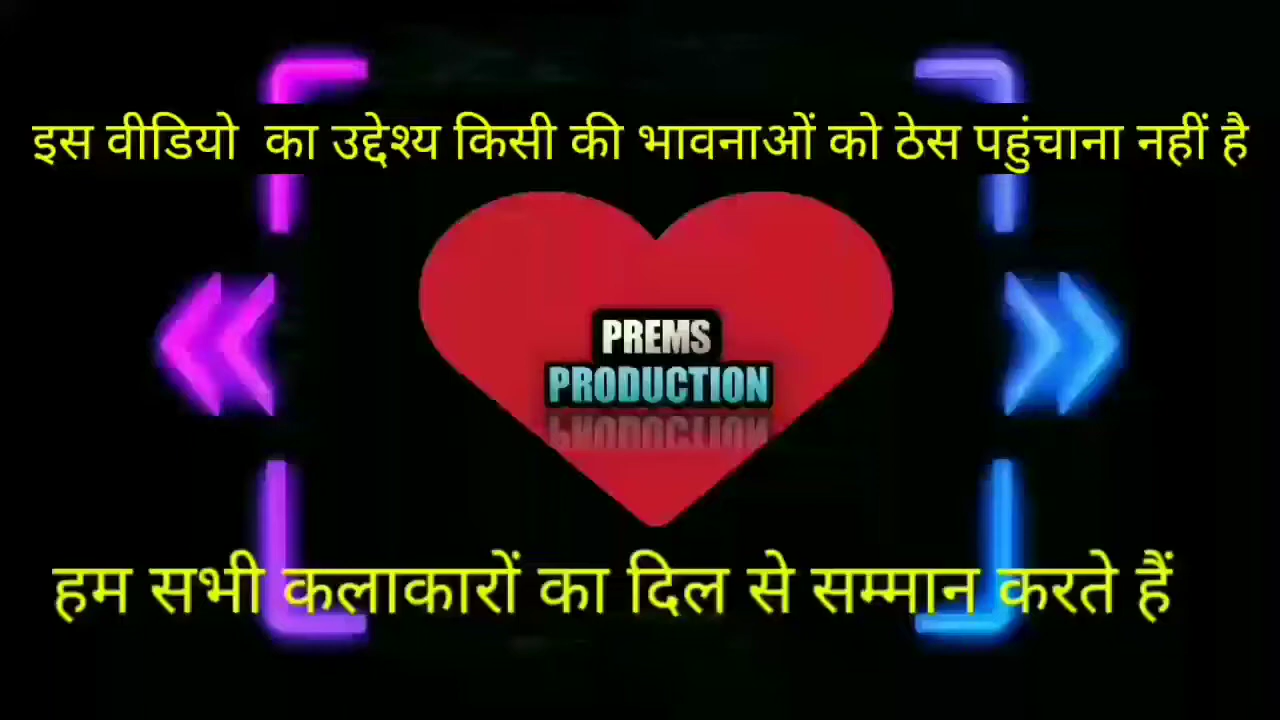 इस वीडियो का उद्देश्य किसी की भावनाओं को ठेस पहुंचाना नहीं है
PREMS
PRODUCTION
हम सभी कलाकारों का दिल से सम्मान करते हैं